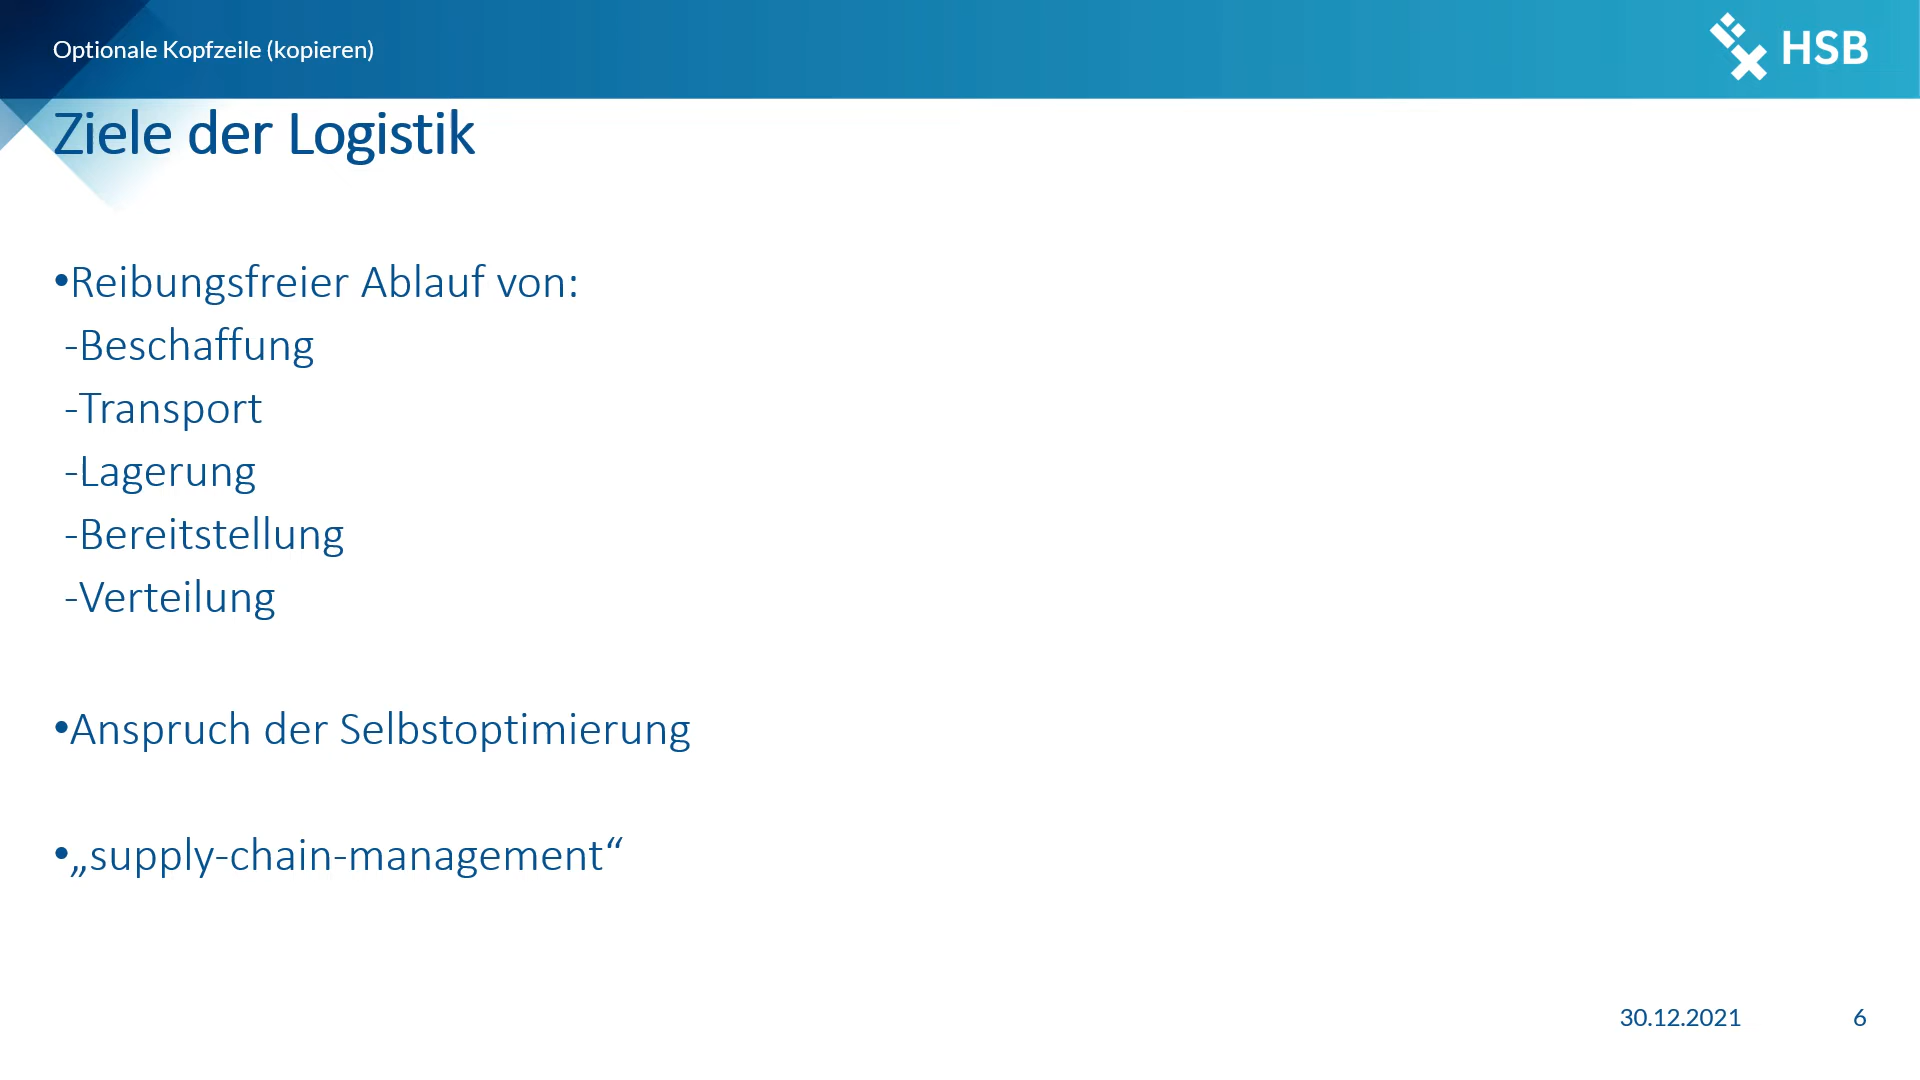 Optionale Kopfzeile (kopieren)
HSB
Ziele der Logistik
•Reibungsfreier Ablauf von:
-Beschaffung
-Transport
-Lagerung
-Bereitstellung
-Verteilung
•Anspruch der Selbstoptimierung
•„supply-chain-management“
30.12.2021
6